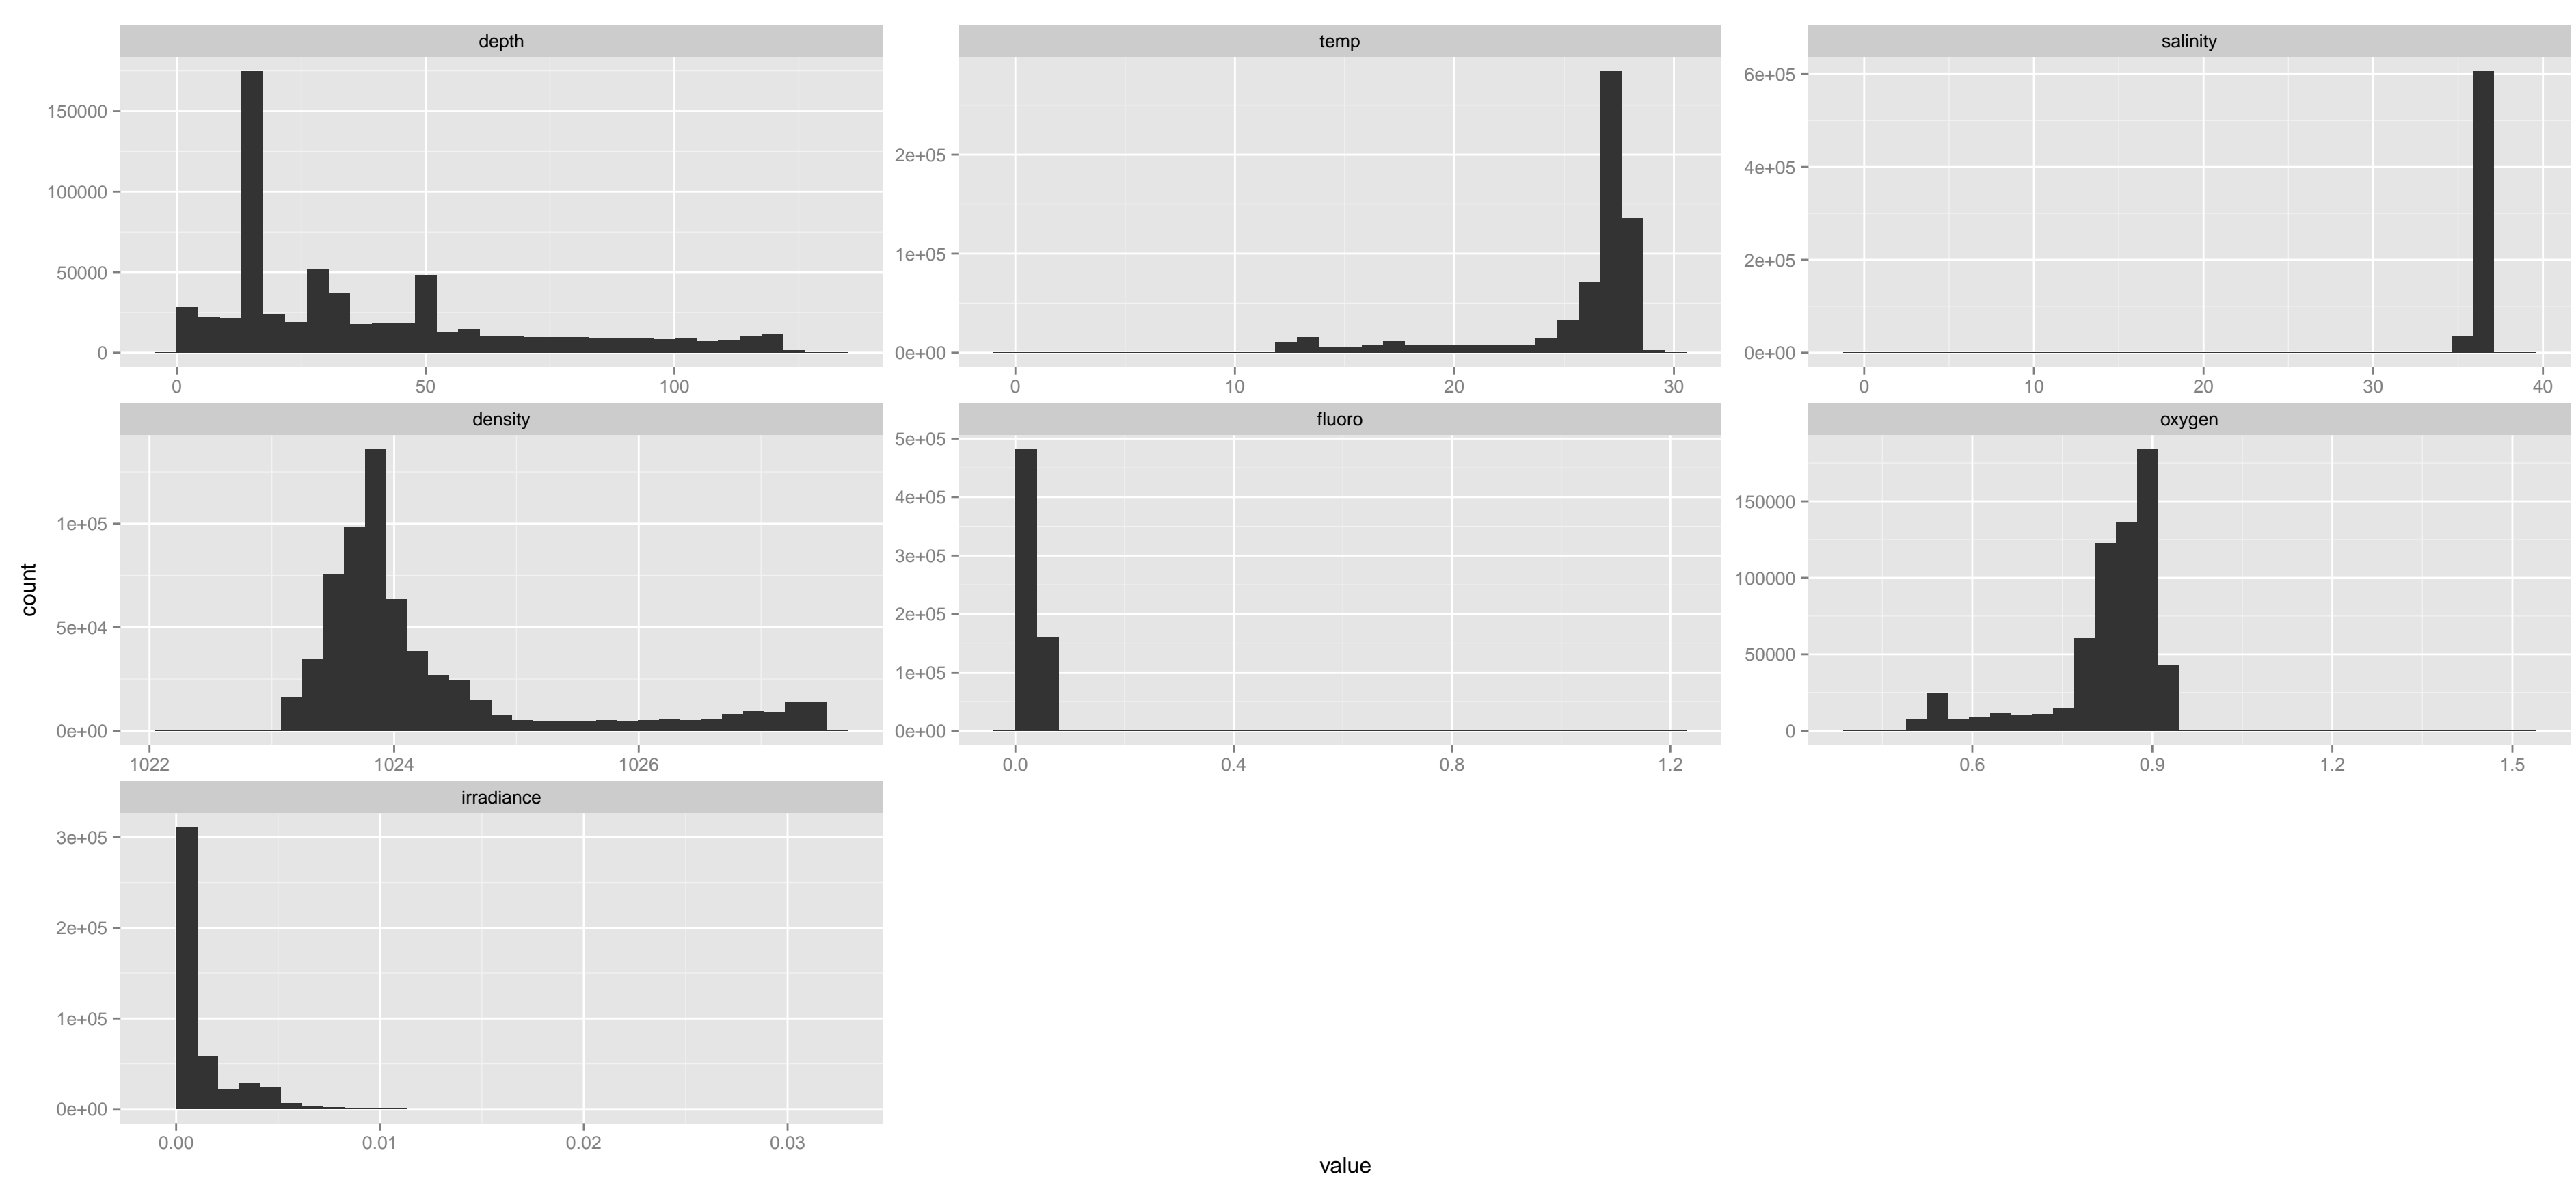 depth temp salinity
150000
100000
50000
0
0 50 100
2e+05
1e+05
0e+00
0 10 20 30
6e+05
4e+05
2e+05
0e+00
0 10 20 30 40
density fluoro oxygen
1e+05
5e+04
0e+00
1022 1024 1026
5e+05
4e+05
3e+05
2e+05
1e+05
0e+00
0.0 0.4 0.8 1.2
150000
100000
50000
0
0.6 0.9 1.2 1.5
count
irradiance
3e+05
2e+05
1e+05
0e+00
0.00 0.01 0.02 0.03
value